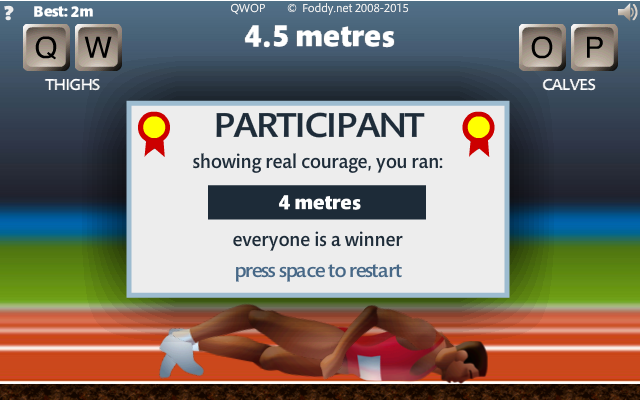 ? Best: 2m
QWOP © Foddy.net 2008-2015
4.5 metres
Q W
THIGHS
O P
CALVES
PARTICIPANT
showing real courage, you ran:
4 metres
everyone is a winner
press space to restart